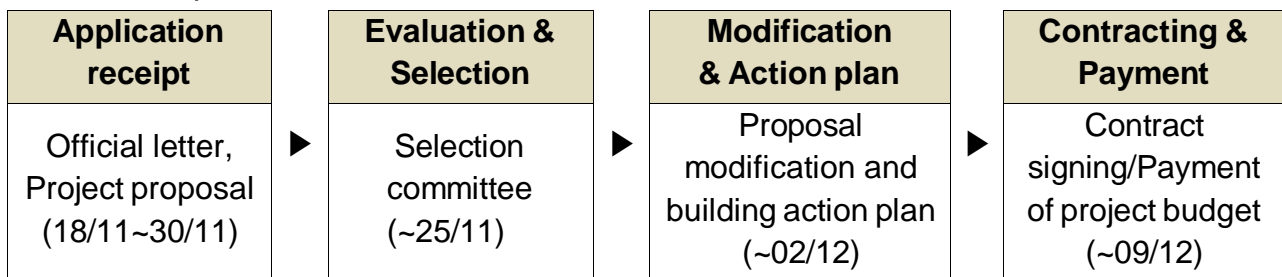 Application
receipt
Official letter,
Project proposal
(18/11~30/11)
▶
Evaluation &
Selection
Selection
committee
(~25/11)
▶
Modification
& Action plan
Proposal
modification and
building action plan
(~02/12)
▶
Contracting &
Payment
Contract
signing/Payment
of project budget
(~09/12)